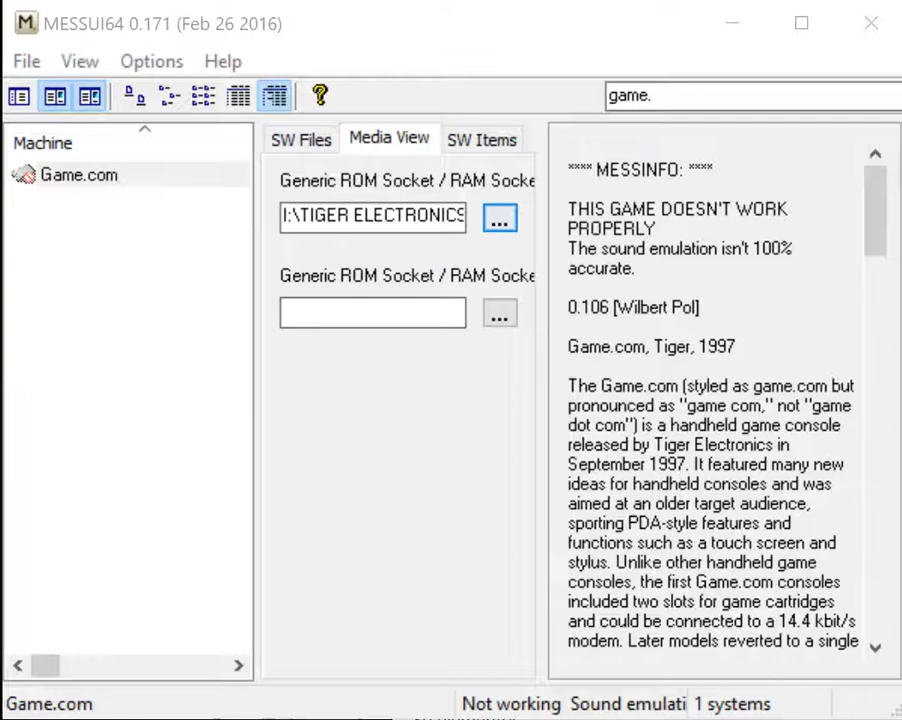 MESSUI64 0.171 (Feb 26 2016)
File View Options Help
game.
Machine
Game.com
SW Files Media View SW Items
Generic ROM Socket / RAM Socke
I:\TIGER ELECTRONICS
...
Generic ROM Socket / RAM Socke
...
**** MESSINFO: ****
THIS GAME DOESN'T WORK
PROPERLY
The sound emulation isn't 100%
accurate.
0.106 [Wilbert Pol]
Game.com, Tiger, 1997
The Game.com (styled as game.com but
pronounced as "game com," not "game
dot com") is a handheld game console
released by Tiger Electronics in
September 1997. It featured many new
ideas for handheld consoles and was
aimed at an older target audience,
sporting PDA-style features and
functions such as a touch screen and
stylus. Unlike other handheld game
consoles, the first Game.com consoles
included two slots for game cartridges
and could be connected to a 14.4 kbit/s
modem. Later models reverted to a single
Game.com
Not working Sound emulati 1 systems